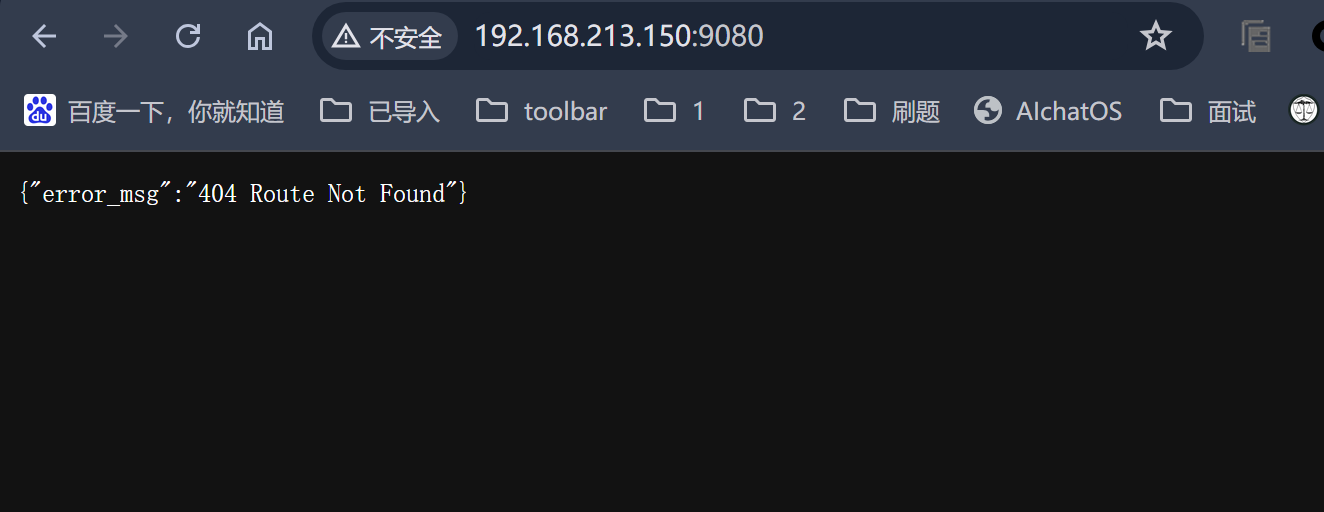 不安全 192.168.213.150:9080
百度一下，你就知道 已导入 toolbar 1 2 刷题 AIchatOS 面试
{"error_msg":"404 Route Not Found"}